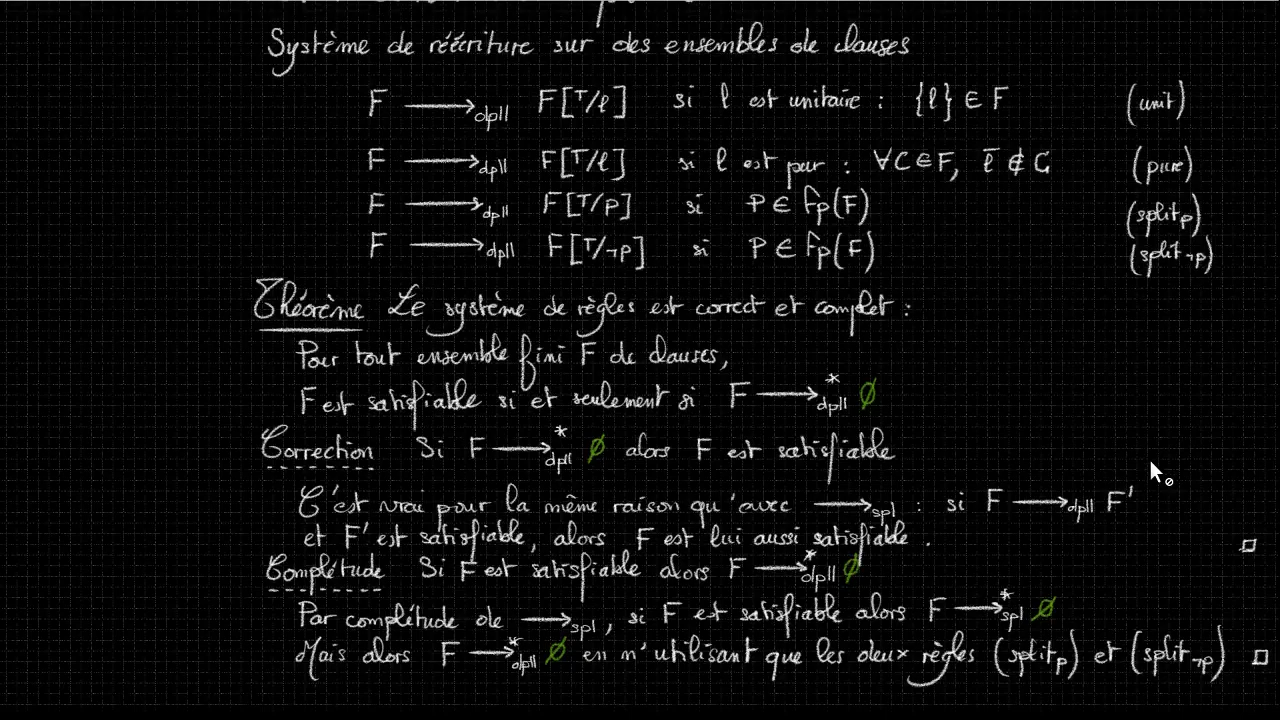 Système de réécriture sur des ensembles de clauses
F ⟶dpll F[⊤/ℓ] si ℓ est unitaire : {ℓ} ∈ F (unit)
F ⟶dpll F[⊤/ℓ] si ℓ est pur : ∀C∈F, ℓ̅ ∉ C (pure)
F ⟶dpll F[⊤/P] si P ∈ fp(F) (split_P)
F ⟶dpll F[⊤/¬P] si P ∈ fp(F) (split_¬P)
Théorème Le système de règles est correct et complet :
Pour tout ensemble fini F de clauses,
F est satisfiable si et seulement si F ⟶*dpll ∅
Correction Si F ⟶*dpll ∅ alors F est satisfiable
C'est vrai pour la même raison qu'avec ⟶spl : si F ⟶dpll F'
et F' est satisfiable, alors F est lui aussi satisfiable. □
Complétude Si F est satisfiable alors F ⟶*dpll ∅
Par complétude de ⟶spl, si F est satisfiable alors F ⟶*spl ∅
Mais alors F ⟶*dpll ∅ en n'utilisant que les deux règles (split_P) et (split_¬P) □